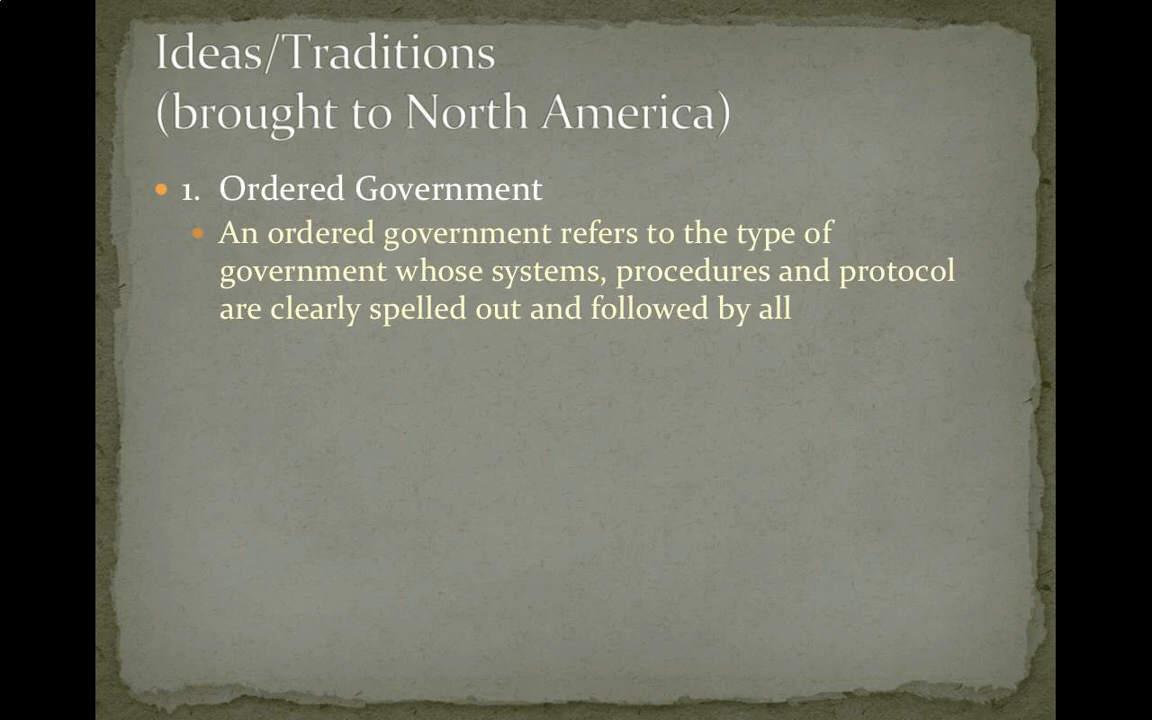 Ideas/Traditions
(brought to North America)
1. Ordered Government
An ordered government refers to the type of
government whose systems, procedures and protocol
are clearly spelled out and followed by all